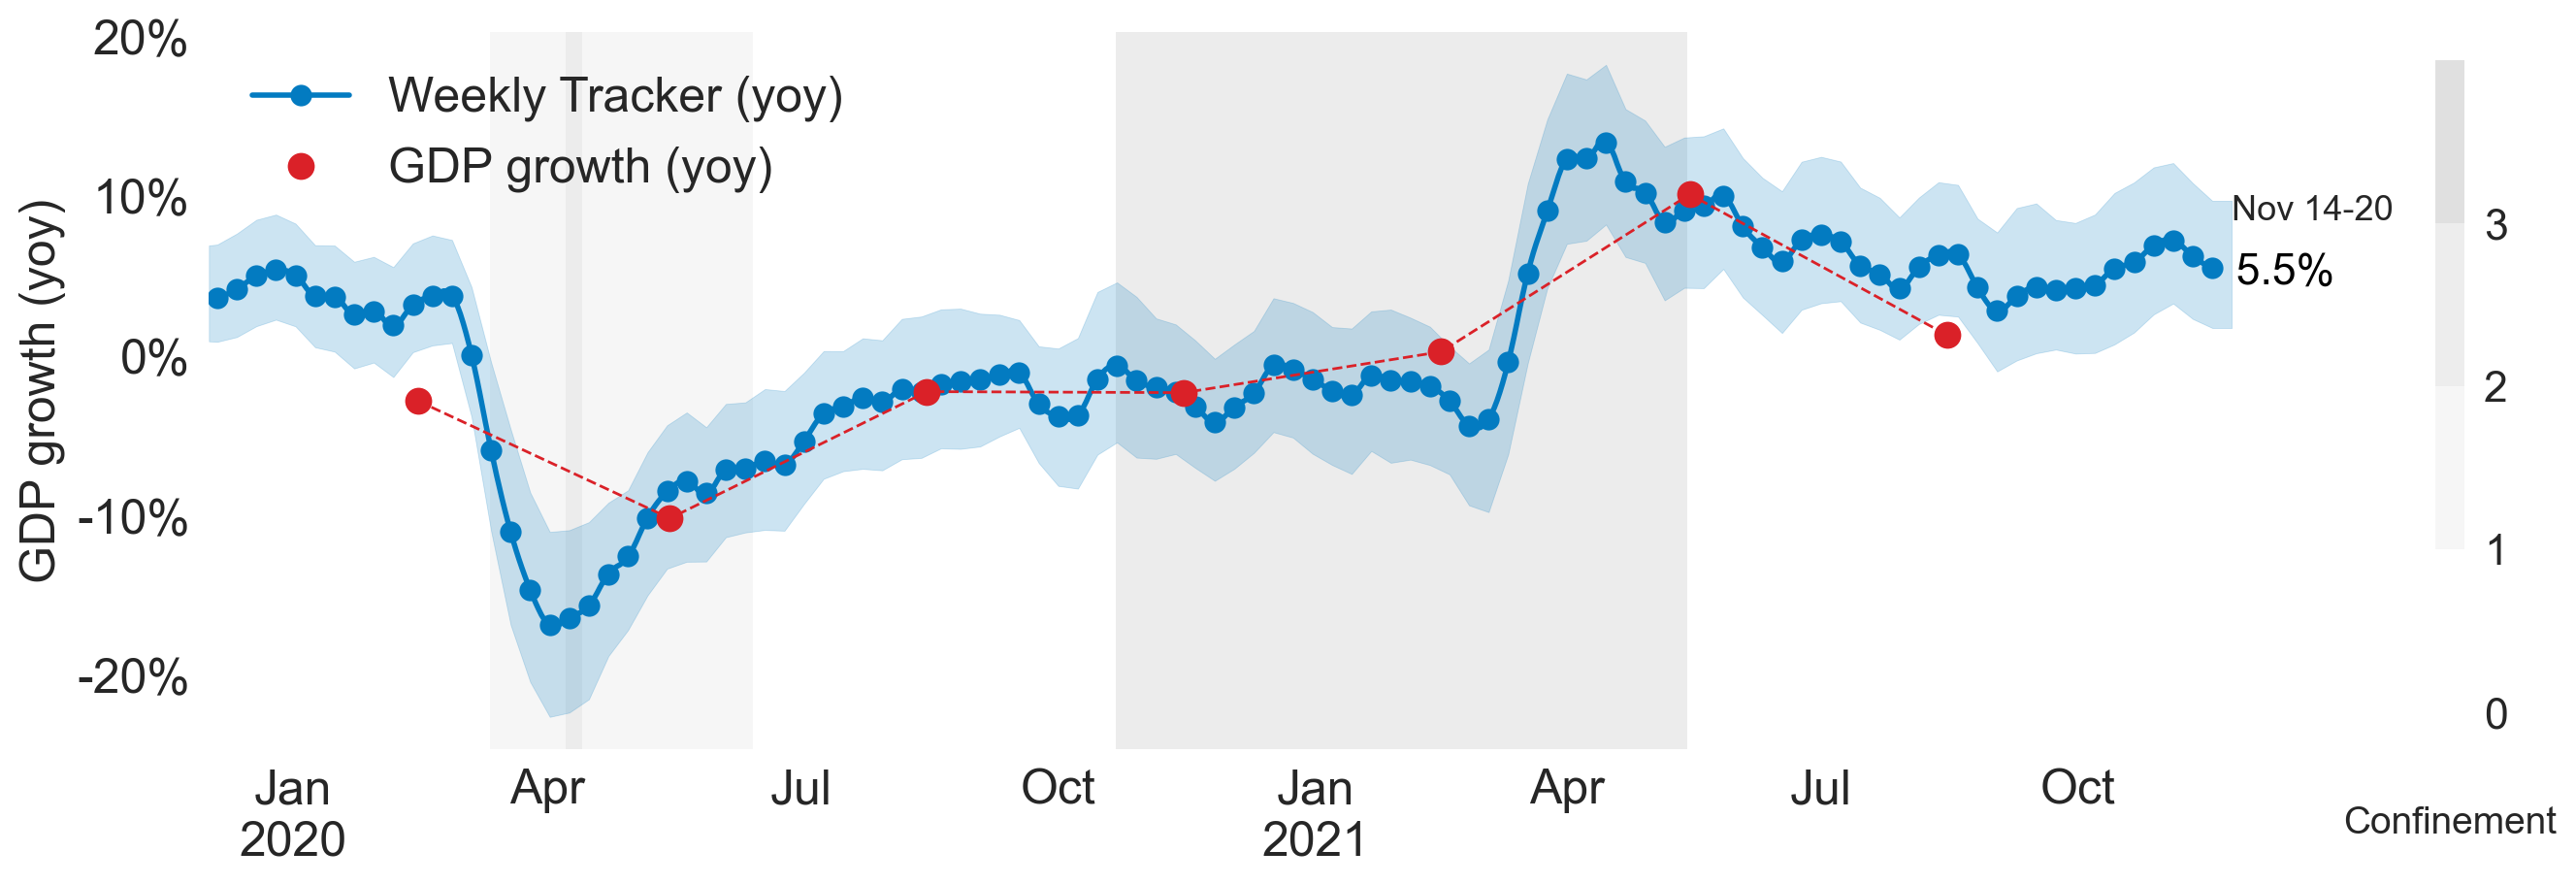 20%
10%
0%
-10%
-20%
GDP growth (yoy)
Weekly Tracker (yoy)
GDP growth (yoy)
Nov 14-20
5.5%
3
2
1
0
Confinement
Jan Apr Jul Oct Jan Apr Jul Oct
2020 2021